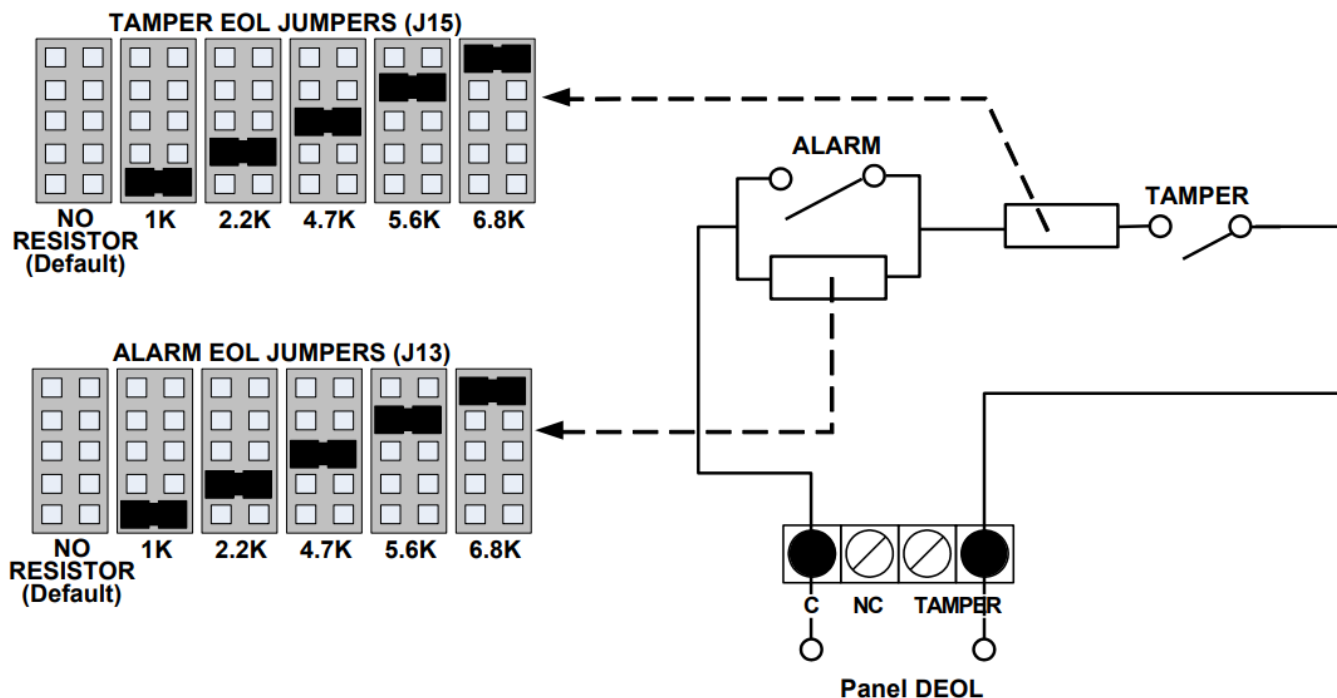 TAMPER EOL JUMPERS (J15)
NO
RESISTOR
(Default)
1K
2.2K
4.7K
5.6K
6.8K
ALARM
TAMPER
ALARM EOL JUMPERS (J13)
NO
RESISTOR
(Default)
1K
2.2K
4.7K
5.6K
6.8K
C
NC
TAMPER
Panel DEOL